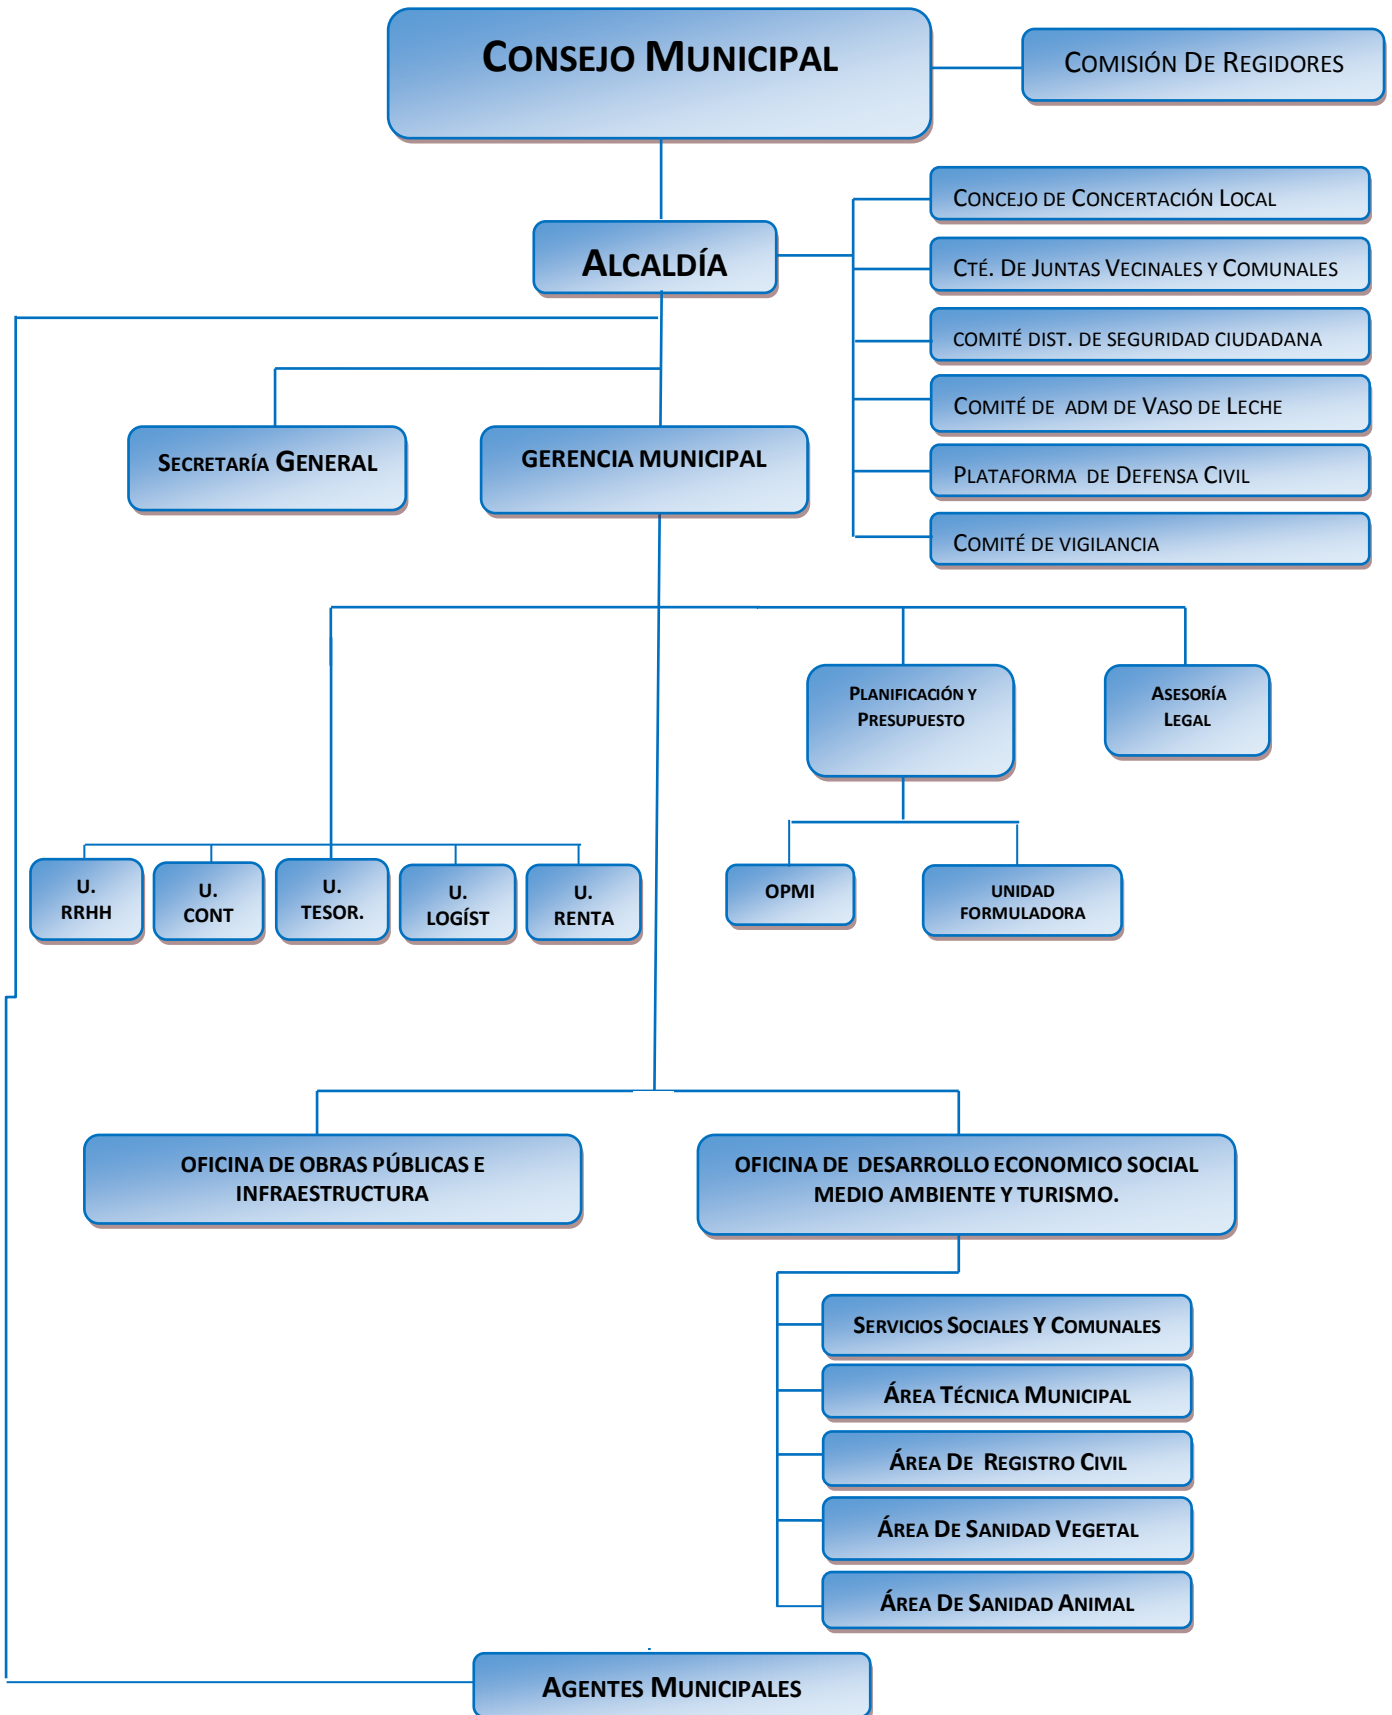 CONSEJO MUNICIPAL
COMISIÓN DE REGIDORES
CONCEJO DE CONCERTACIÓN LOCAL
ALCALDÍA
CTÉ. DE JUNTAS VECINALES Y COMUNALES
COMITÉ DIST. DE SEGURIDAD CIUDADANA
COMITÉ DE ADM DE VASO DE LECHE
SECRETARÍA GENERAL
GERENCIA MUNICIPAL
PLATAFORMA DE DEFENSA CIVIL
COMITÉ DE VIGILANCIA
PLANIFICACIÓN Y
PRESUPUESTO
ASESORÍA
LEGAL
U.
RRHH
U.
CONT
U.
TESOR.
U.
LOGÍST
U.
RENTA
OPMI
UNIDAD
FORMULADORA
OFICINA DE OBRAS PÚBLICAS E
INFRAESTRUCTURA
OFICINA DE DESARROLLO ECONOMICO SOCIAL
MEDIO AMBIENTE Y TURISMO.
SERVICIOS SOCIALES Y COMUNALES
ÁREA TÉCNICA MUNICIPAL
ÁREA DE REGISTRO CIVIL
ÁREA DE SANIDAD VEGETAL
ÁREA DE SANIDAD ANIMAL
AGENTES MUNICIPALES